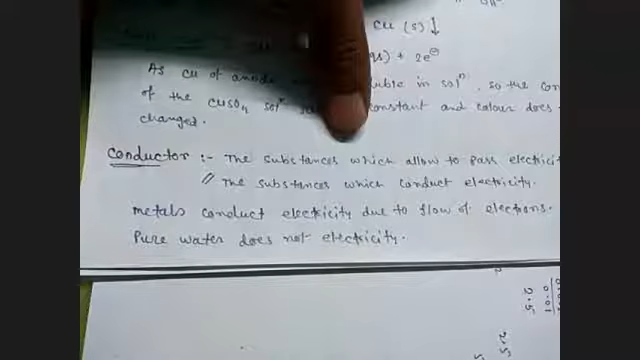 Cu (s) ↓
) + 2e⊖
As Cu of anode soluble in solⁿ, so the con
of the CuSO₄ solⁿ constant and colour does
changed.
Conductor :- The substances which allow to pass electricit
// The substances which conduct electricity.
Metals conduct electricity due to flow of electrons.
Pure water does not electricity.